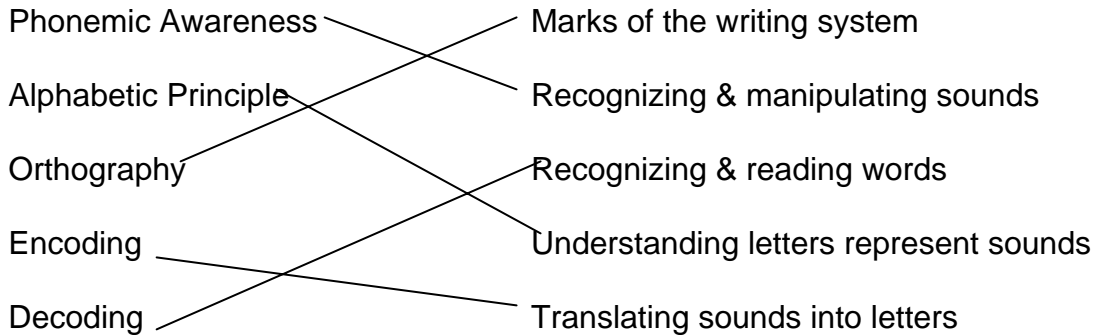 Phonemic Awareness Marks of the writing system
Alphabetic Principle Recognizing & manipulating sounds
Orthography Recognizing & reading words
Encoding Understanding letters represent sounds
Decoding Translating sounds into letters